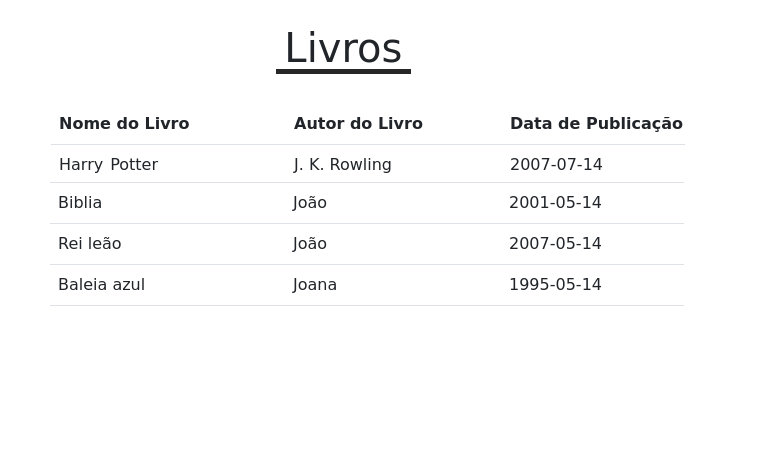 Livros
Nome do Livro Autor do Livro Data de Publicação
Harry Potter J. K. Rowling 2007-07-14
Biblia João 2001-05-14
Rei leão João 2007-05-14
Baleia azul Joana 1995-05-14